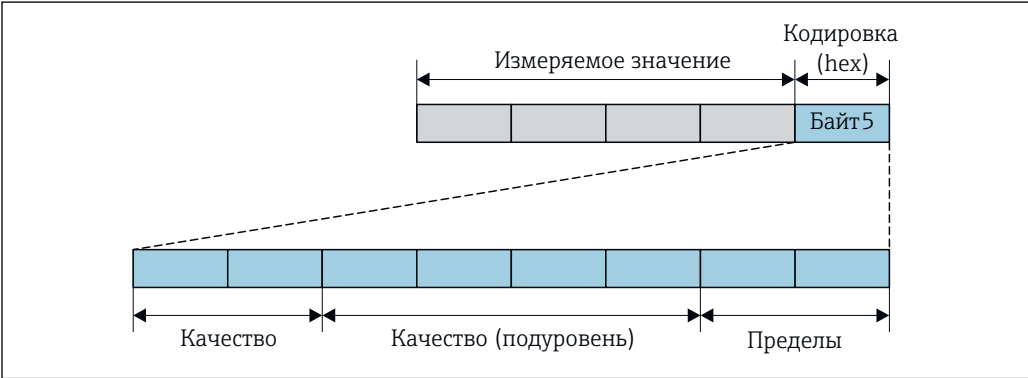 Кодировка
(hex)
Измеряемое значение
Байт5
Качество
Качество (подуровень)
Пределы